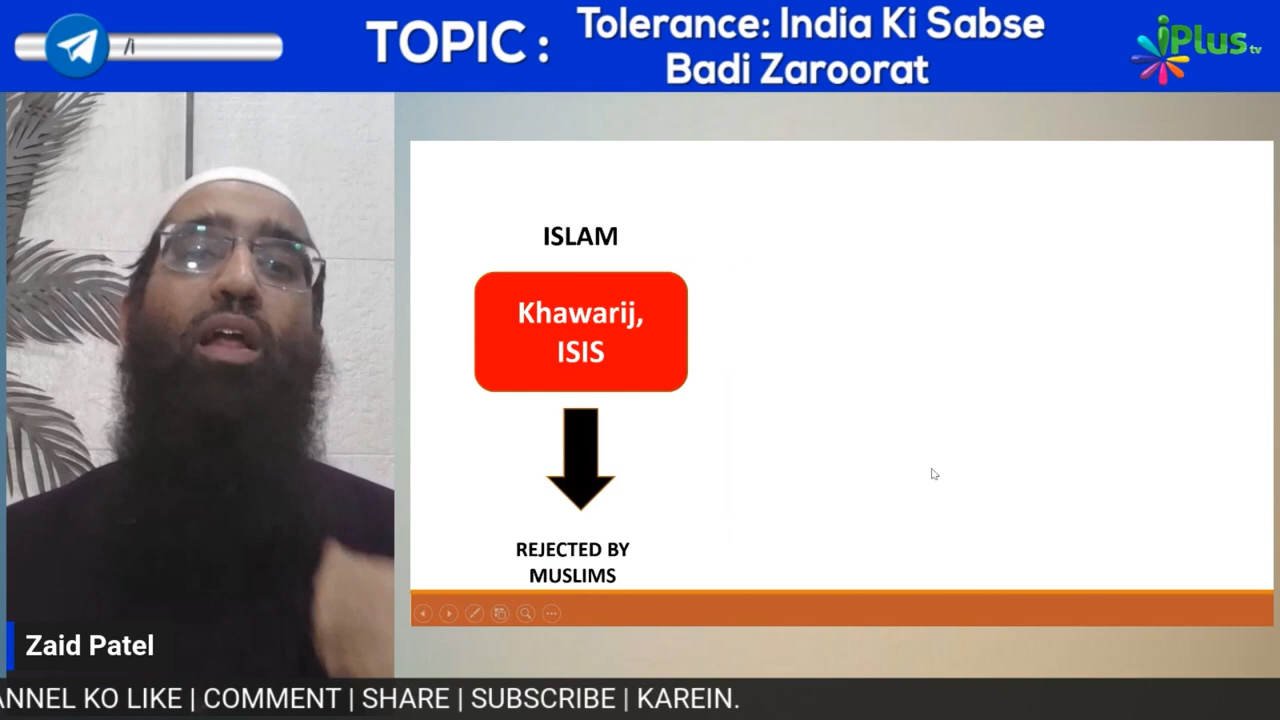 /i
TOPIC :
Tolerance: India Ki Sabse
Badi Zaroorat
iPlus tv
ISLAM
Khawarij,
ISIS
REJECTED BY
MUSLIMS
Zaid Patel
ANNEL KO LIKE | COMMENT | SHARE | SUBSCRIBE | KAREIN.